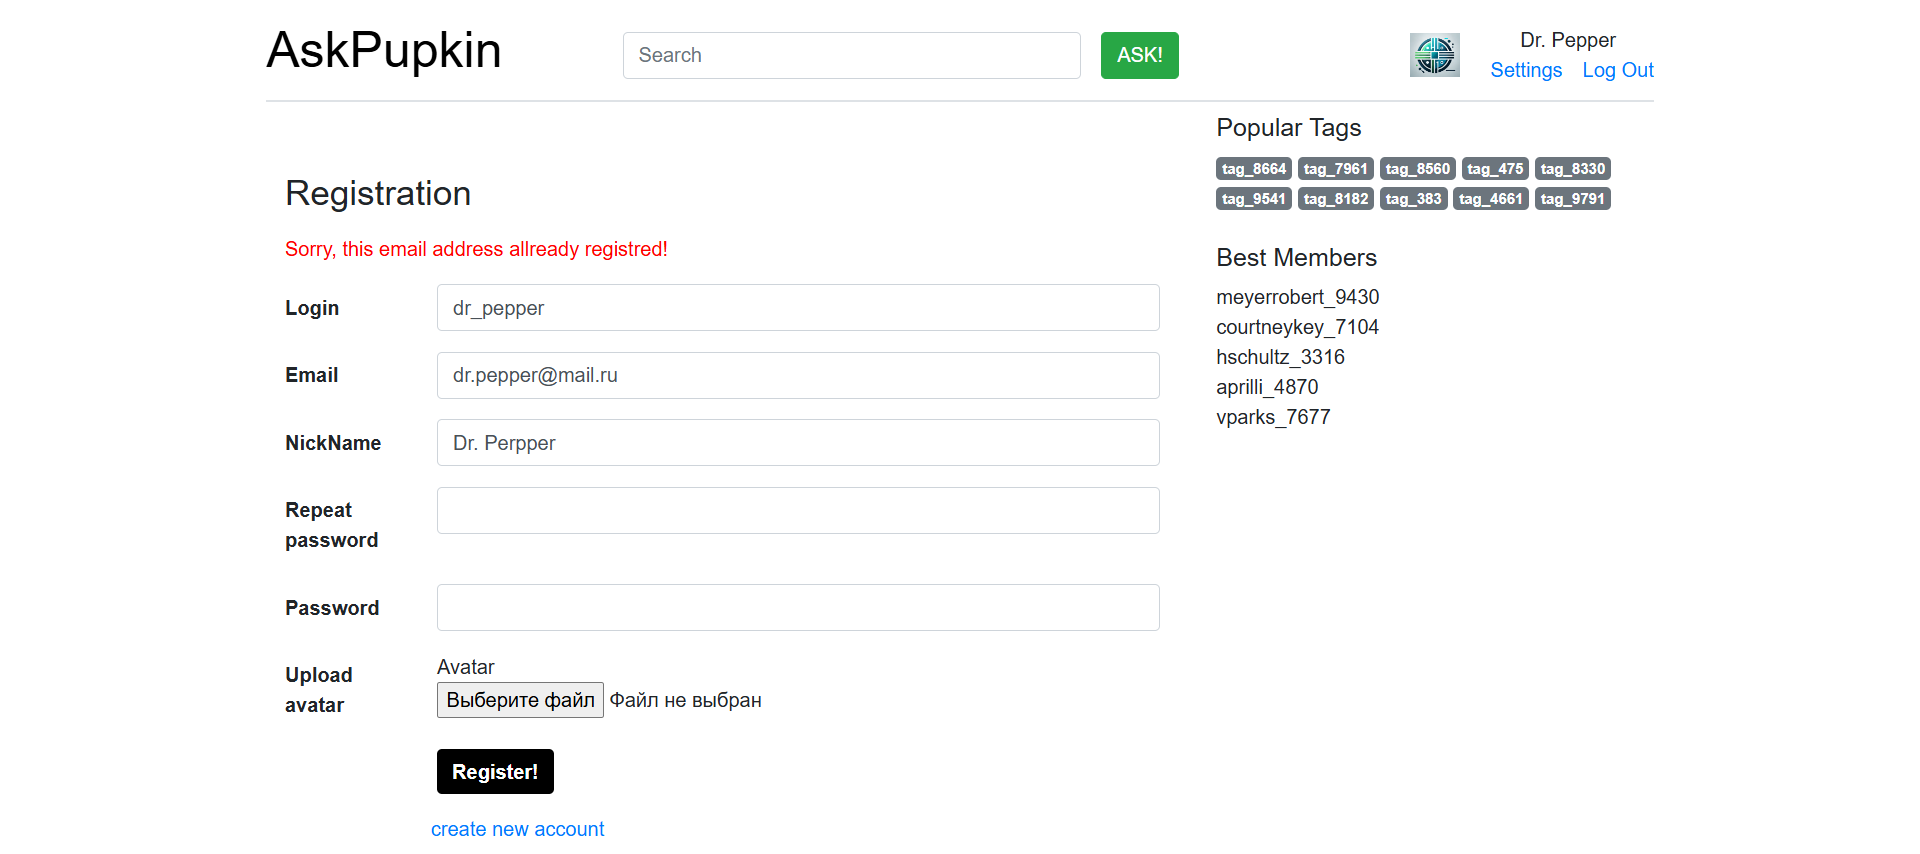 AskPupkin
Search
ASK!
Dr. Pepper
Settings Log Out
Registration
Sorry, this email address allready registred!
Login
dr_pepper
Email
dr.pepper@mail.ru
NickName
Dr. Perpper
Repeat
password
Password
Upload
avatar
Avatar
Выберите файл Файл не выбран
Register!
create new account
Popular Tags
tag_8664 tag_7961 tag_8560 tag_475 tag_8330
tag_9541 tag_8182 tag_383 tag_4661 tag_9791
Best Members
meyerrobert_9430
courtneykey_7104
hschultz_3316
aprilli_4870
vparks_7677